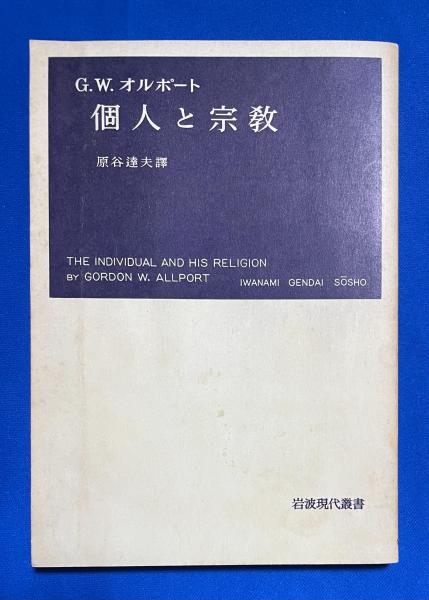 G.W. オルポート
個人と宗教
原谷達夫譯
THE INDIVIDUAL AND HIS RELIGION
BY GORDON W. ALLPORT IWANAMI GENDAI SŌSHO
岩波現代叢書